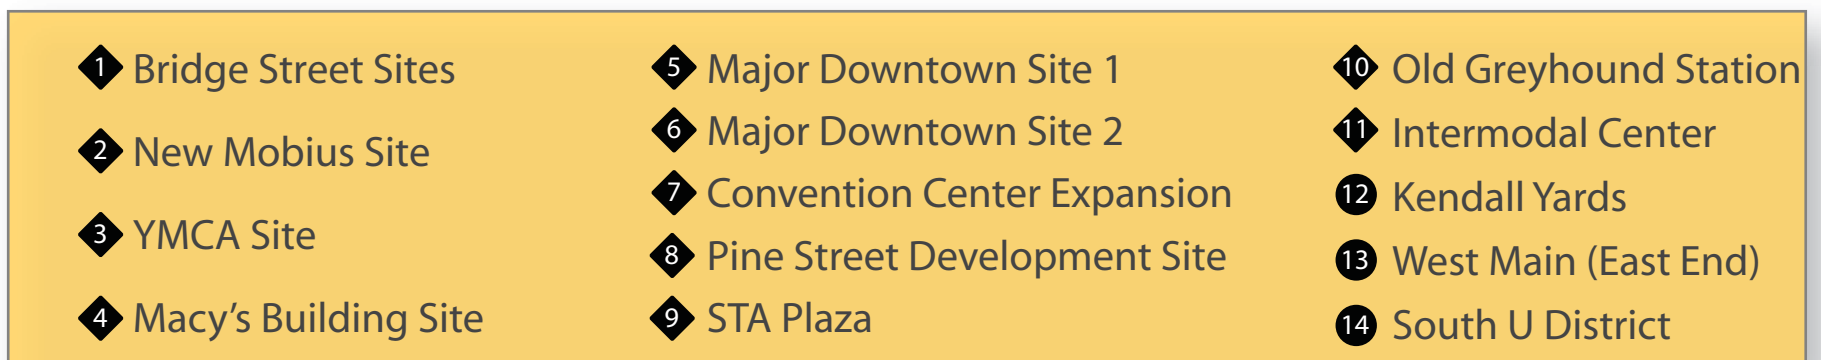 1 Bridge Street Sites
2 New Mobius Site
3 YMCA Site
4 Macy’s Building Site
5 Major Downtown Site 1
6 Major Downtown Site 2
7 Convention Center Expansion
8 Pine Street Development Site
9 STA Plaza
10 Old Greyhound Station
11 Intermodal Center
12 Kendall Yards
13 West Main (East End)
14 South U District